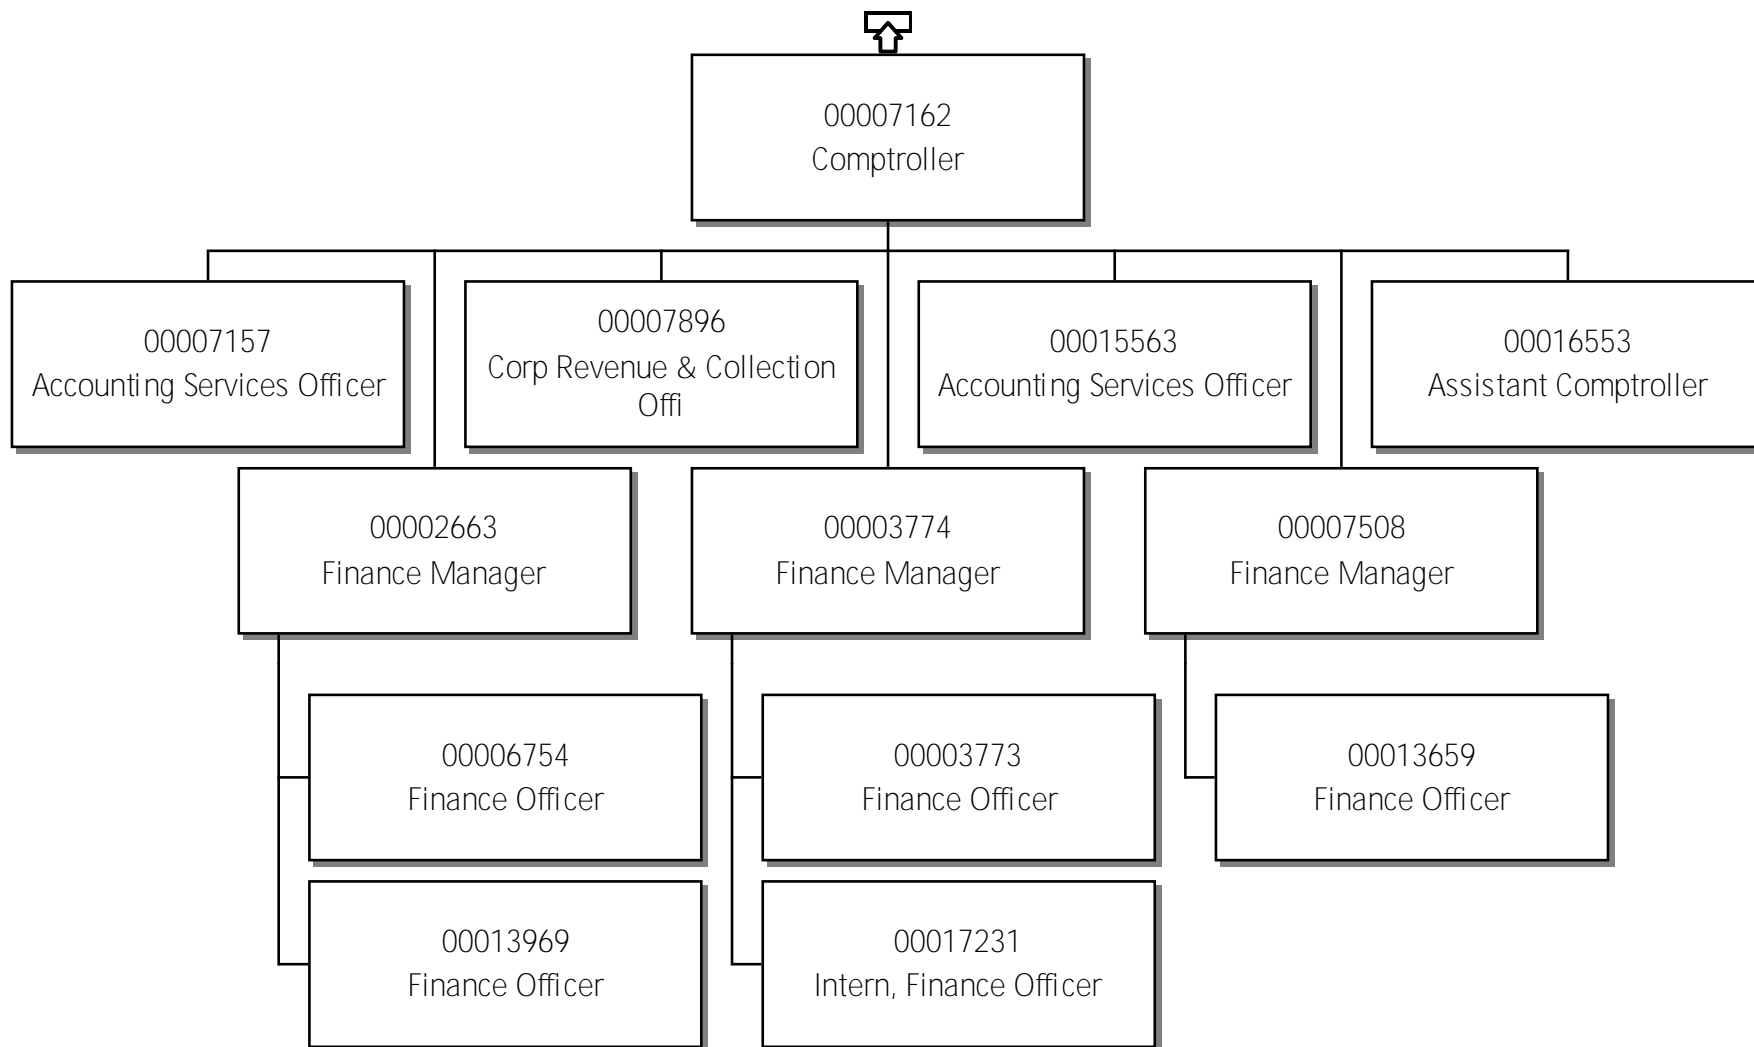 00007162
Comptroller
00007157
Accounting Services Officer
00007896
Corp Revenue & Collection
Offi
00015563
Accounting Services Officer
00016553
Assistant Comptroller
00002663
Finance Manager
00003774
Finance Manager
00007508
Finance Manager
00006754
Finance Officer
00003773
Finance Officer
00013659
Finance Officer
00013969
Finance Officer
00017231
Intern, Finance Officer